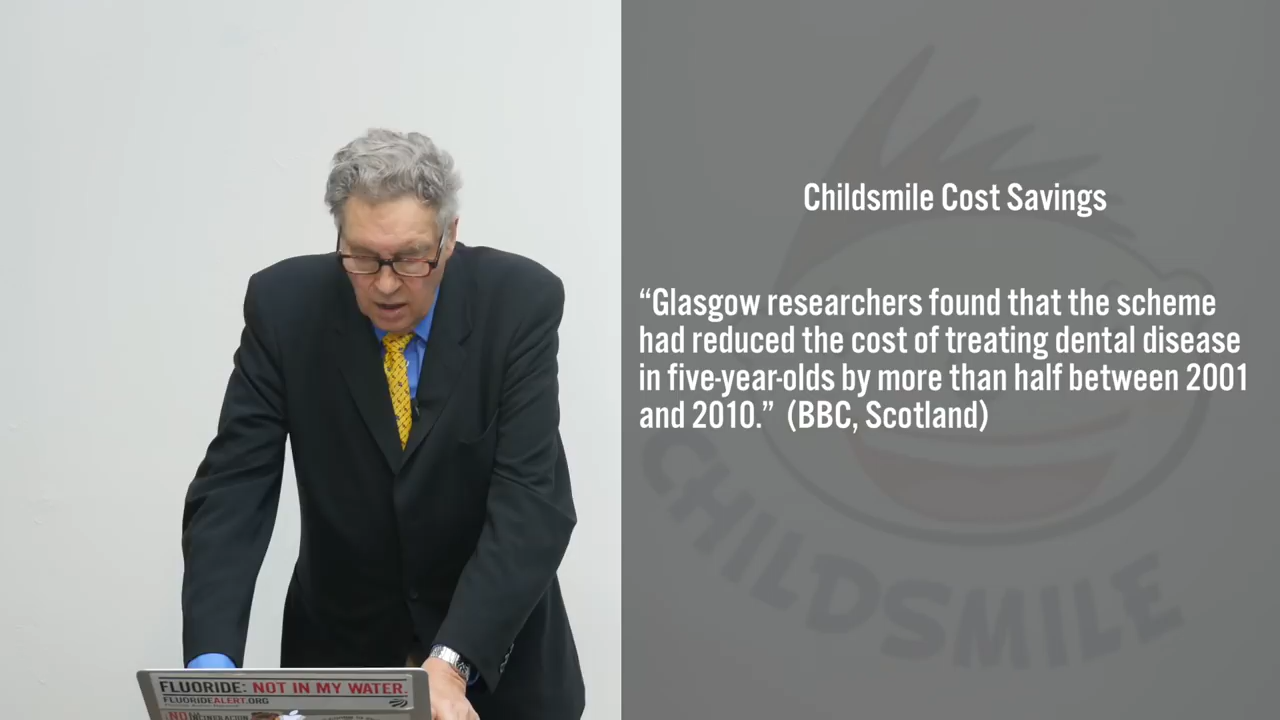 Childsmile Cost Savings
“Glasgow researchers found that the scheme
had reduced the cost of treating dental disease
in five-year-olds by more than half between 2001
and 2010.” (BBC, Scotland)
CHILDSMILE
FLUORIDE: NOT IN MY WATER.
FLUORIDEALERT.ORG
¡NO
INCINERACION